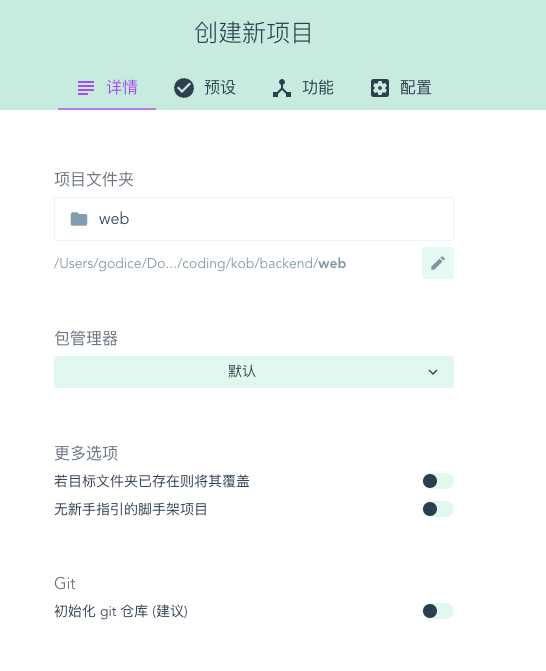 创建新项目
详情 预设 功能 配置
项目文件夹
web
/Users/godice/Do.../coding/kob/backend/web
包管理器
默认
更多选项
若目标文件夹已存在则将其覆盖
无新手指引的脚手架项目
Git
初始化 git 仓库 (建议)